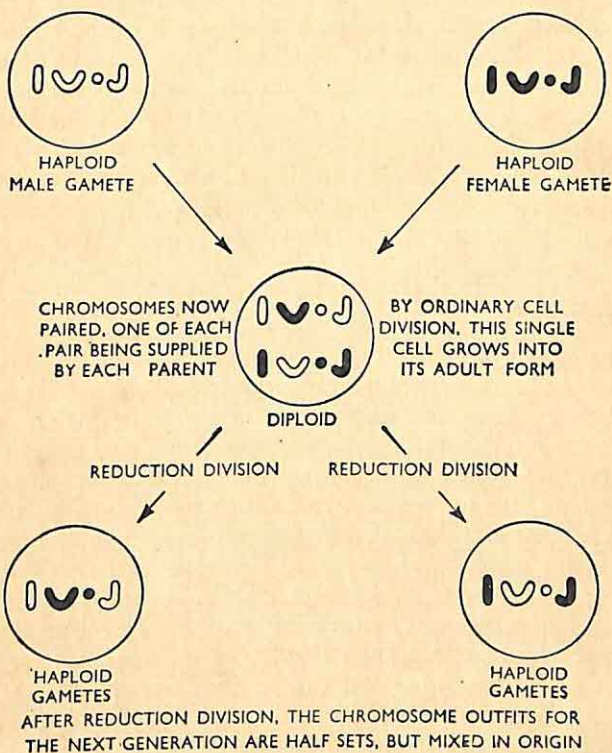 HAPLOID
MALE GAMETE
HAPLOID
FEMALE GAMETE
CHROMOSOMES NOW
PAIRED, ONE OF EACH
PAIR BEING SUPPLIED
BY EACH PARENT
BY ORDINARY CELL
DIVISION, THIS SINGLE
CELL GROWS INTO
ITS ADULT FORM
DIPLOID
REDUCTION DIVISION
REDUCTION DIVISION
HAPLOID
GAMETES
HAPLOID
GAMETES
AFTER REDUCTION DIVISION, THE CHROMOSOME OUTFITS FOR
THE NEXT GENERATION ARE HALF SETS, BUT MIXED IN ORIGIN